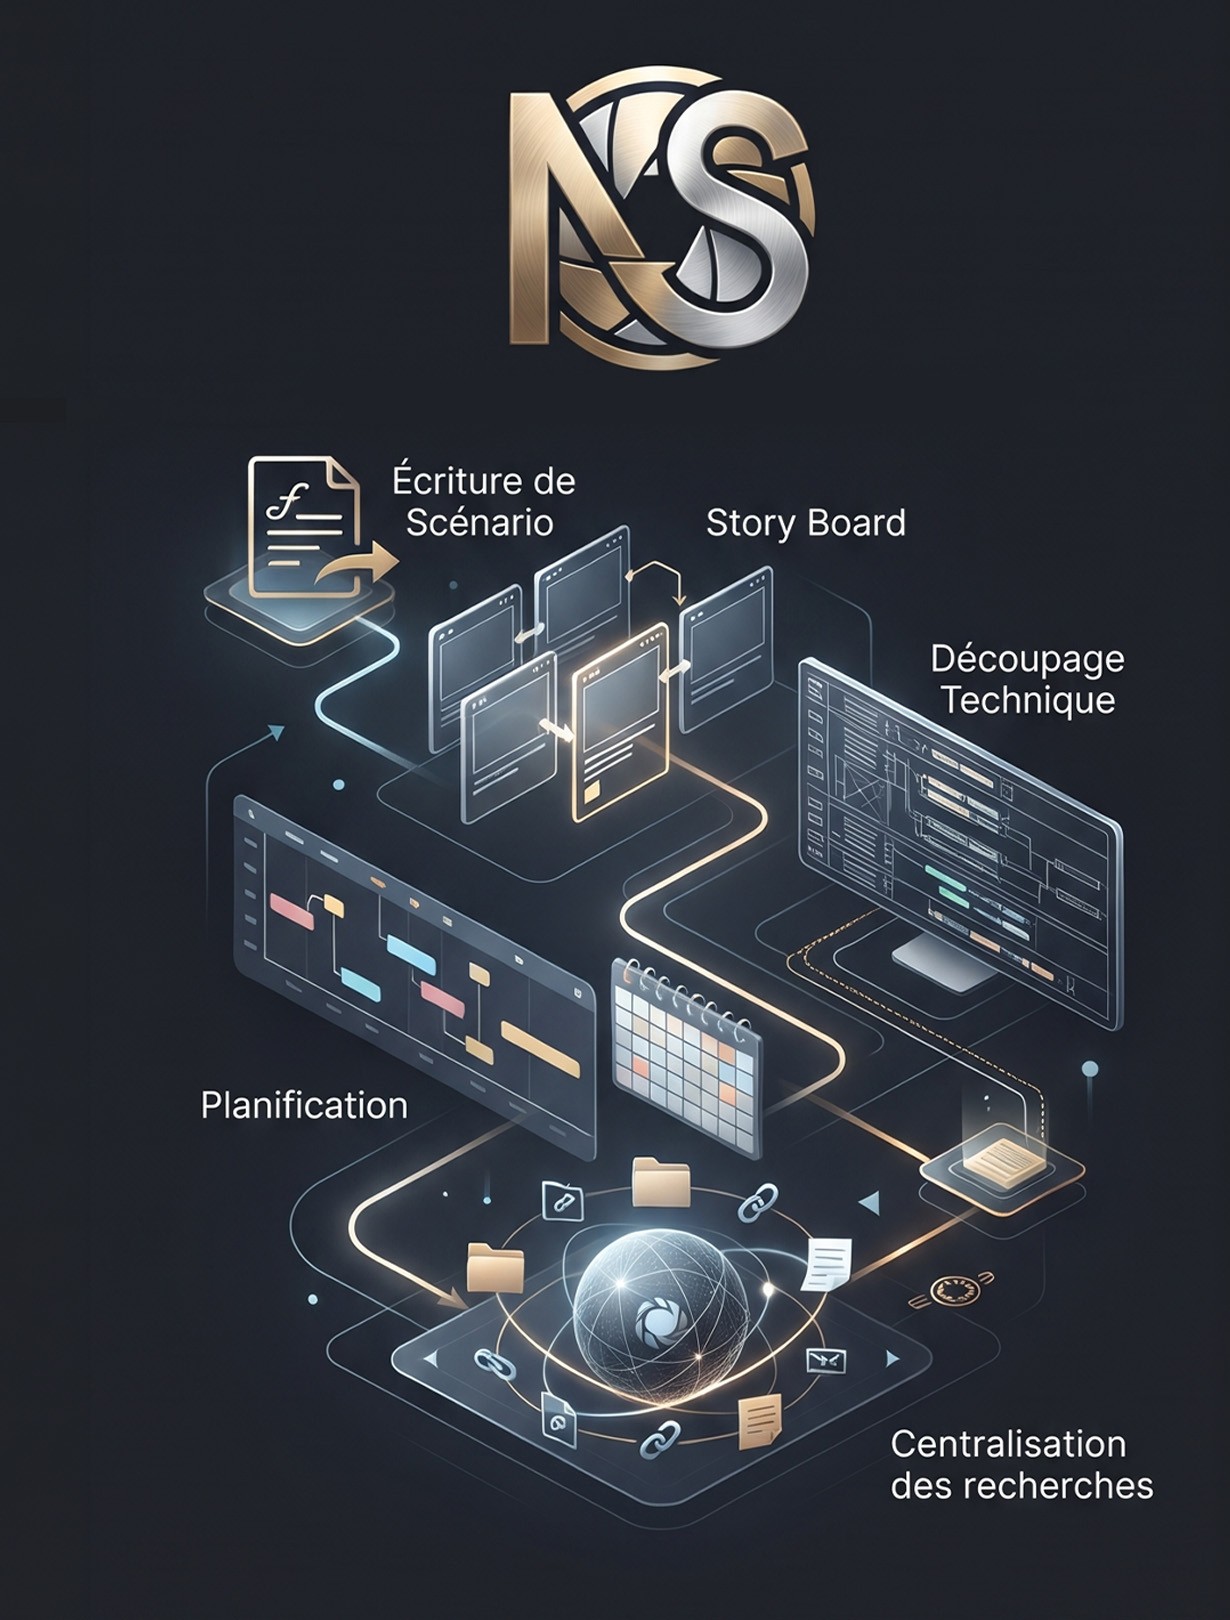 NS
Écriture de
Scénario
Story Board
Découpage
Technique
Planification
Centralisation
des recherches